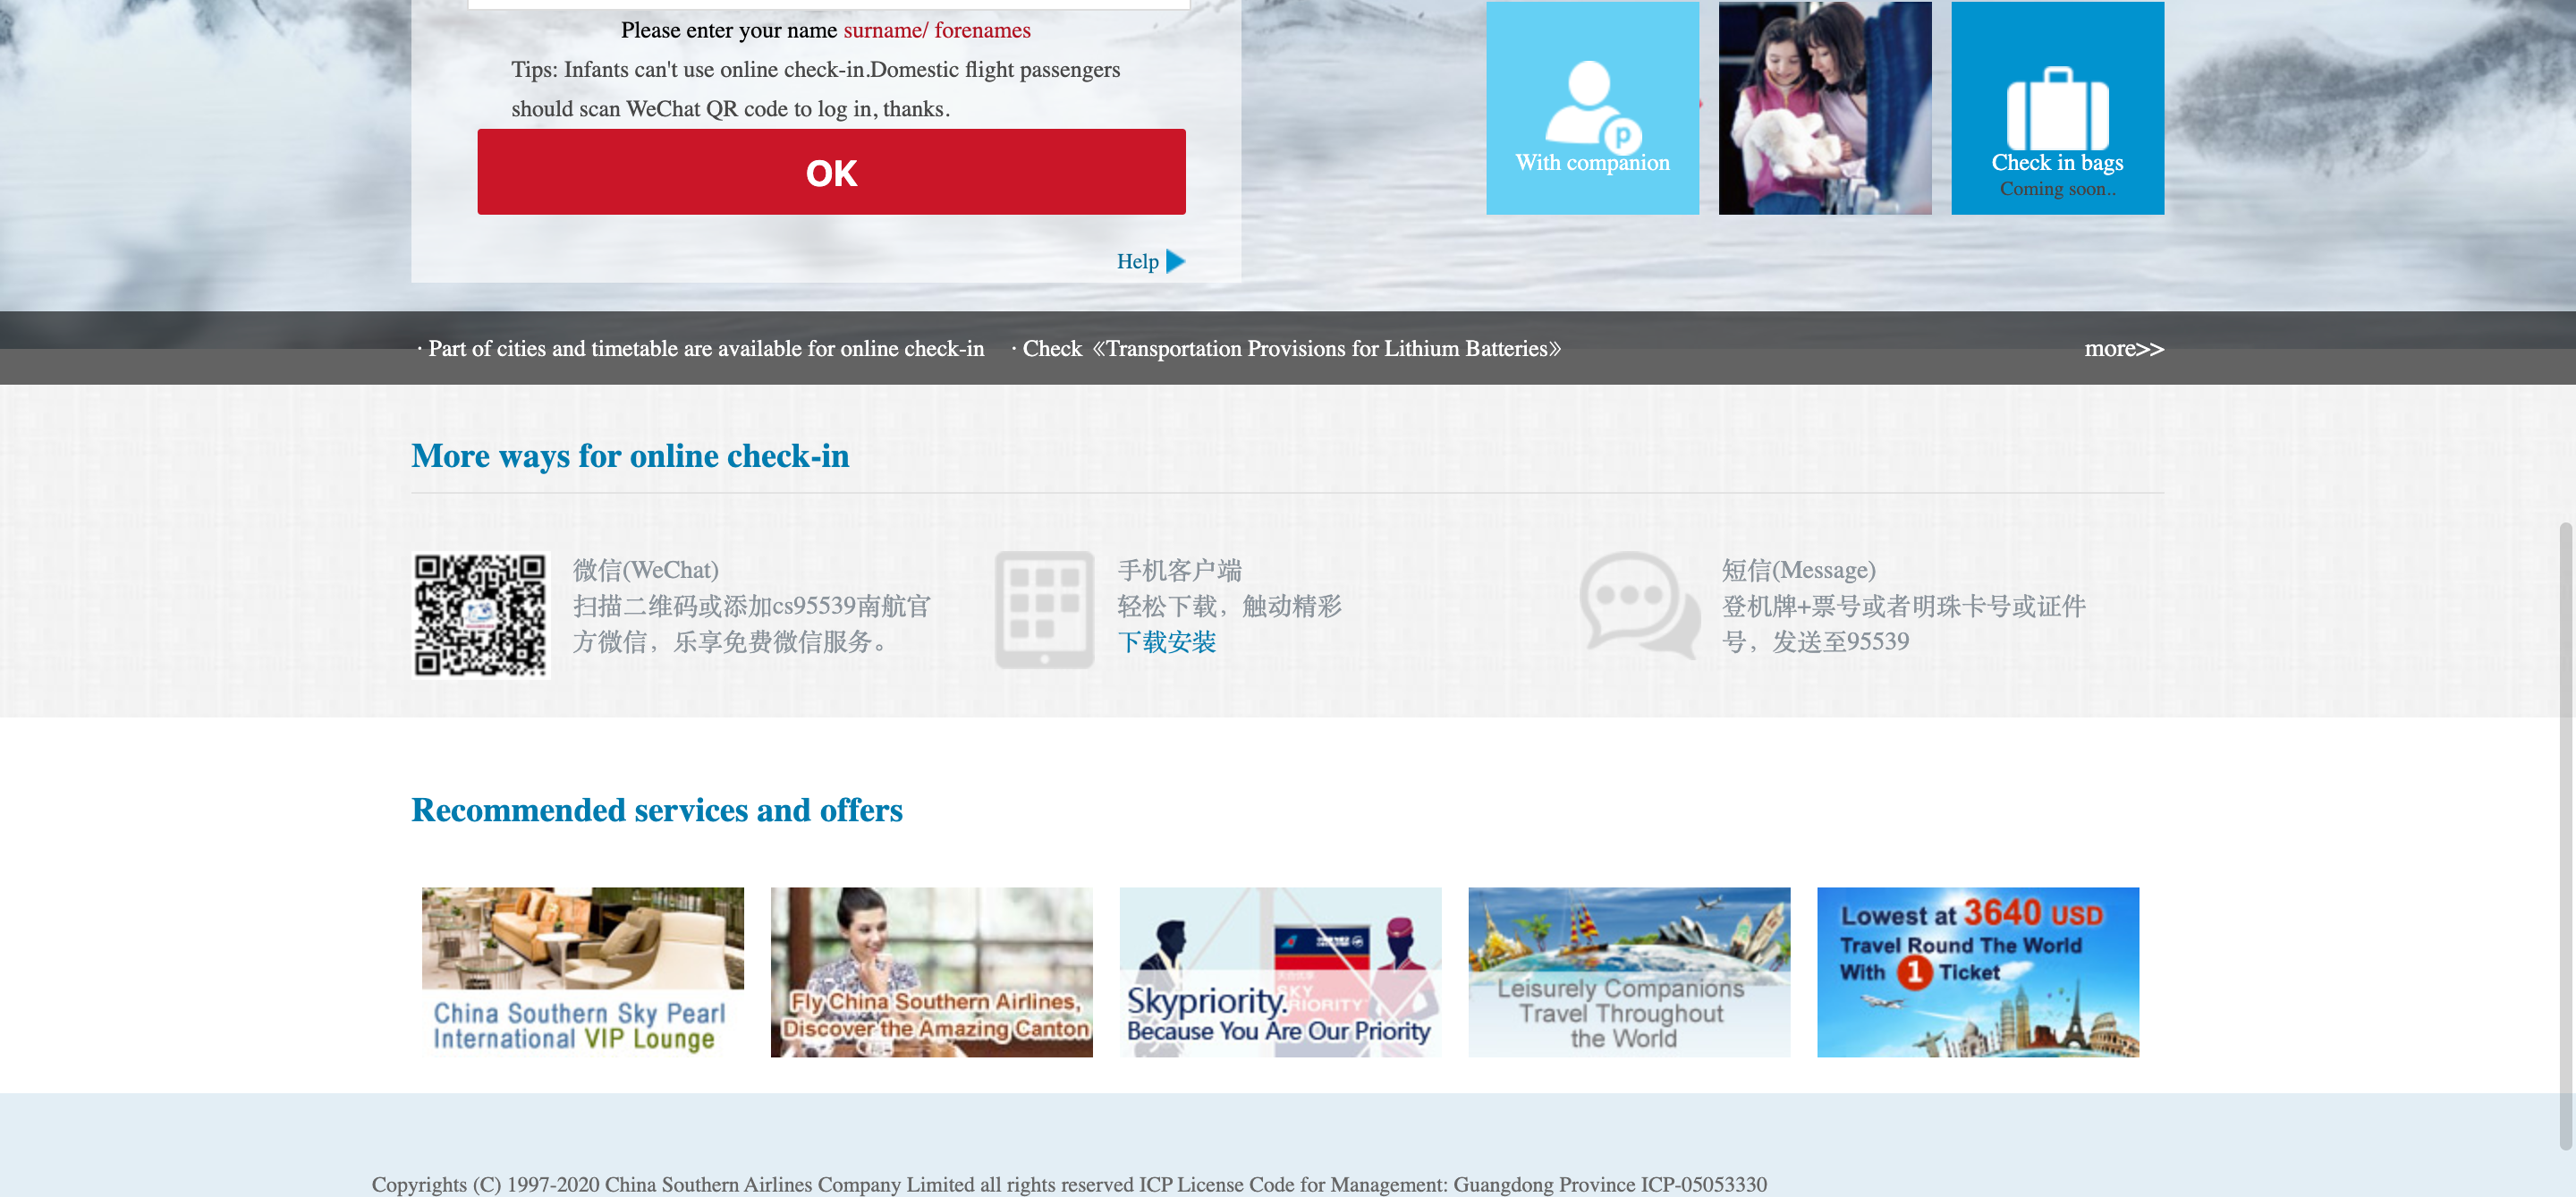 Please enter your name surname/ forenames
Tips: Infants can't use online check-in.Domestic flight passengers
should scan WeChat QR code to log in, thanks.
OK
Help
p
With companion
Check in bags
Coming soon..
· Part of cities and timetable are available for online check-in · Check 《Transportation Provisions for Lithium Batteries》 more>>
More ways for online check-in
微信(WeChat)
扫描二维码或添加cs95539南航官
方微信，乐享免费微信服务。
手机客户端
轻松下载，触动精彩
下载安装
短信(Message)
登机牌+票号或者明珠卡号或证件
号，发送至95539
Recommended services and offers
China Southern Sky Pearl
International VIP Lounge
Fly China Southern Airlines,
Discover the Amazing Canton
SKY
PRIORITY
Skypriority.
Because You Are Our Priority
Leisurely Companions
Travel Throughout
the World
Lowest at 3640 USD
Travel Round The World
With 1 Ticket
Copyrights (C) 1997-2020 China Southern Airlines Company Limited all rights reserved ICP License Code for Management: Guangdong Province ICP-05053330